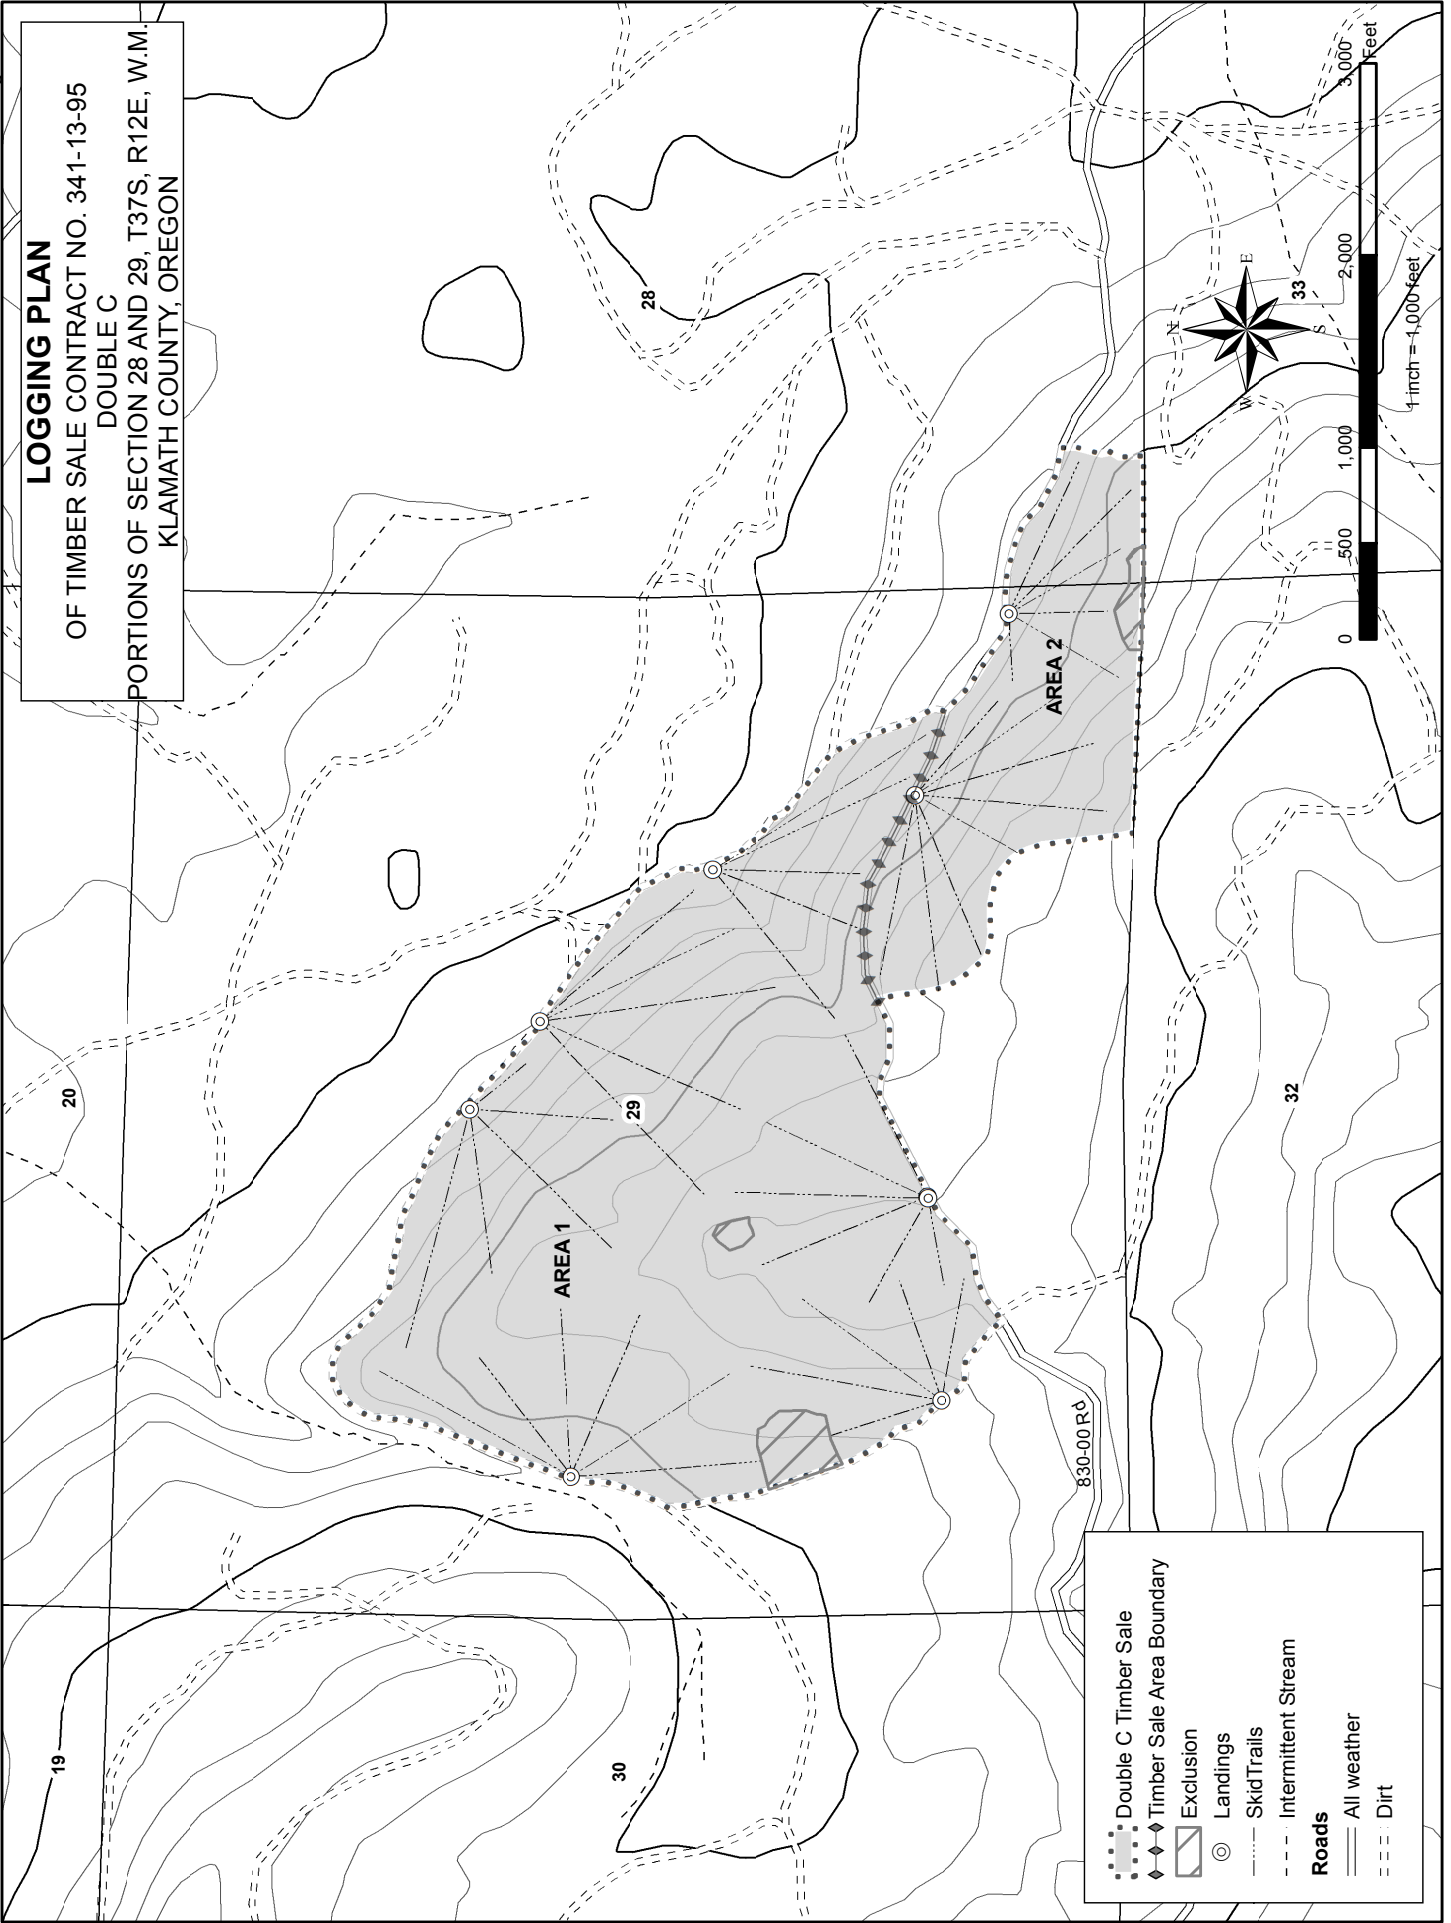 LOGGING PLAN
OF TIMBER SALE CONTRACT NO. 341-13-95
DOUBLE C
PORTIONS OF SECTION 28 AND 29, T37S, R12E, W.M.
KLAMATH COUNTY, OREGON
19
20
28
29
30
32
33
AREA 1
AREA 2
830-00 Rd
Double C Timber Sale
Timber Sale Area Boundary
Exclusion
Landings
SkidTrails
Intermittent Stream
Roads
All weather
Dirt
N
E
S
W
0 500 1,000 2,000 3,000
Feet
1 inch = 1,000 feet